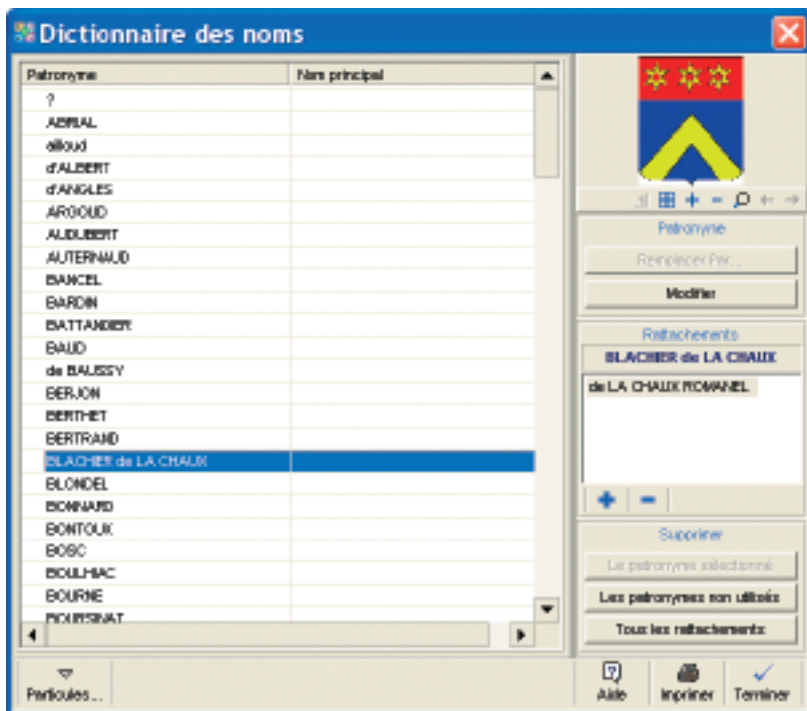 Dictionnaire des noms
Patronyme Nom principal
?
ABRIAL
alloud
d'ALBERT
d'ANGLES
ARGOUD
AUDUBERT
AUTERNAUD
BANCEL
BARDIN
BATTANDIER
BAUD
de BAUSSY
BERJON
BERTHET
BERTRAND
BLACHIER de LA CHAUX
BLONDEL
BONNARD
BONTOUX
BOSC
BOULHAC
BOURNE
BOURSINAT
Patronyme
Remplacer Par...
Modifier
Rattachements
BLACHIER de LA CHAUX
de LA CHAUX ROMANEL
Supprimer
Le patronyme sélectionné
Les patronymes non utilisés
Tous les rattachements
Particules...
Aide
Imprimer
Terminer